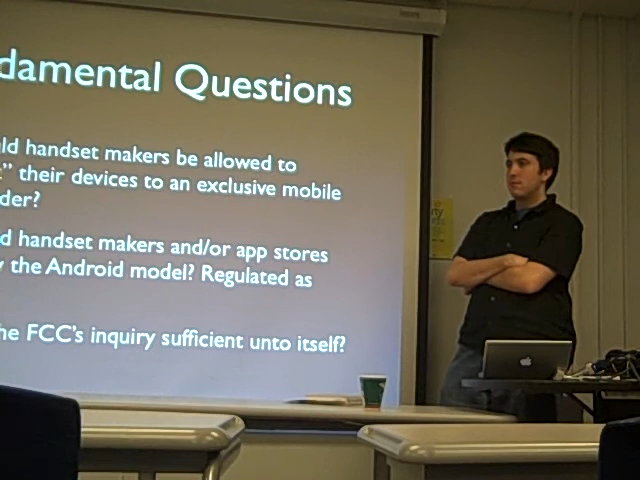 damental Questions
ld handset makers be allowed to
" their devices to an exclusive mobile
der?
d handset makers and/or app stores
the Android model? Regulated as
he FCC's inquiry sufficient unto itself?